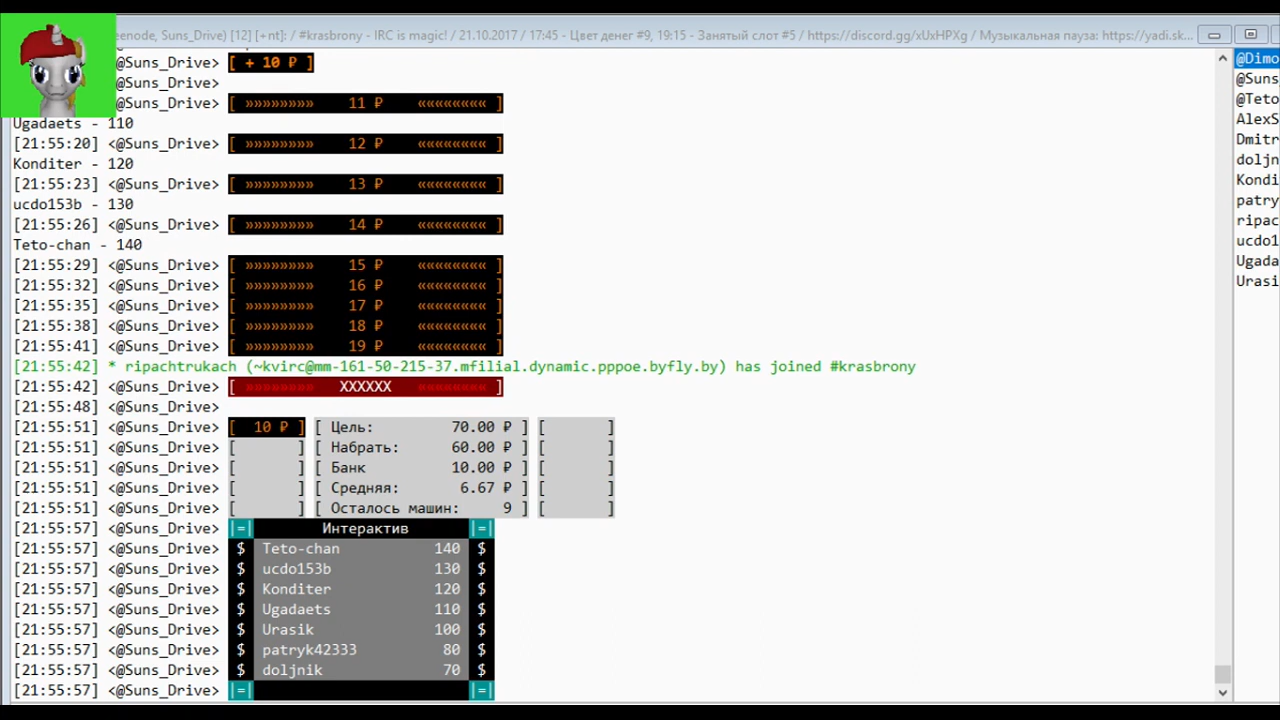 eenode, Suns_Drive) [12] [+nt]: / #krasbrony - IRC is magic! / 21.10.2017 / 17:45 - Цвет денег #9, 19:15 - Занятый слот #5 / https://discord.gg/xUxHPXg / Музыкальная пауза: https://yadi.sk...
@Suns_Drive> [ + 10 ₽ ]
@Suns_Drive>
@Suns_Drive> [ »»»»»»»» 11 ₽ «««««««« ]
Ugadaets - 110
[21:55:20] <@Suns_Drive> [ »»»»»»»» 12 ₽ «««««««« ]
Konditer - 120
[21:55:23] <@Suns_Drive> [ »»»»»»»» 13 ₽ «««««««« ]
ucdo153b - 130
[21:55:26] <@Suns_Drive> [ »»»»»»»» 14 ₽ «««««««« ]
Teto-chan - 140
[21:55:29] <@Suns_Drive> [ »»»»»»»» 15 ₽ «««««««« ]
[21:55:32] <@Suns_Drive> [ »»»»»»»» 16 ₽ «««««««« ]
[21:55:35] <@Suns_Drive> [ »»»»»»»» 17 ₽ «««««««« ]
[21:55:38] <@Suns_Drive> [ »»»»»»»» 18 ₽ «««««««« ]
[21:55:41] <@Suns_Drive> [ »»»»»»»» 19 ₽ «««««««« ]
[21:55:42] * ripachtrukach (~kvirc@mm-161-50-215-37.mfilial.dynamic.pppoe.byfly.by) has joined #krasbrony
[21:55:42] <@Suns_Drive> [ »»»»»»»» XXXXXX «««««««« ]
[21:55:48] <@Suns_Drive>
[21:55:51] <@Suns_Drive> [ 10 ₽ ] [ Цель: 70.00 ₽ ] [ ]
[21:55:51] <@Suns_Drive> [ ] [ Набрать: 60.00 ₽ ] [ ]
[21:55:51] <@Suns_Drive> [ ] [ Банк 10.00 ₽ ] [ ]
[21:55:51] <@Suns_Drive> [ ] [ Средняя: 6.67 ₽ ] [ ]
[21:55:51] <@Suns_Drive> [ ] [ Осталось машин: 9 ] [ ]
[21:55:57] <@Suns_Drive> |=| Интерактив |=|
[21:55:57] <@Suns_Drive> $ Teto-chan 140 $
[21:55:57] <@Suns_Drive> $ ucdo153b 130 $
[21:55:57] <@Suns_Drive> $ Konditer 120 $
[21:55:57] <@Suns_Drive> $ Ugadaets 110 $
[21:55:57] <@Suns_Drive> $ Urasik 100 $
[21:55:57] <@Suns_Drive> $ patryk42333 80 $
[21:55:57] <@Suns_Drive> $ doljnik 70 $
[21:55:57] <@Suns_Drive> |=| |=|
@Dimo
@Suns
@Teto
AlexS
Dmitr
doljn
Kondi
patry
ripac
ucdo1
Ugada
Urasi